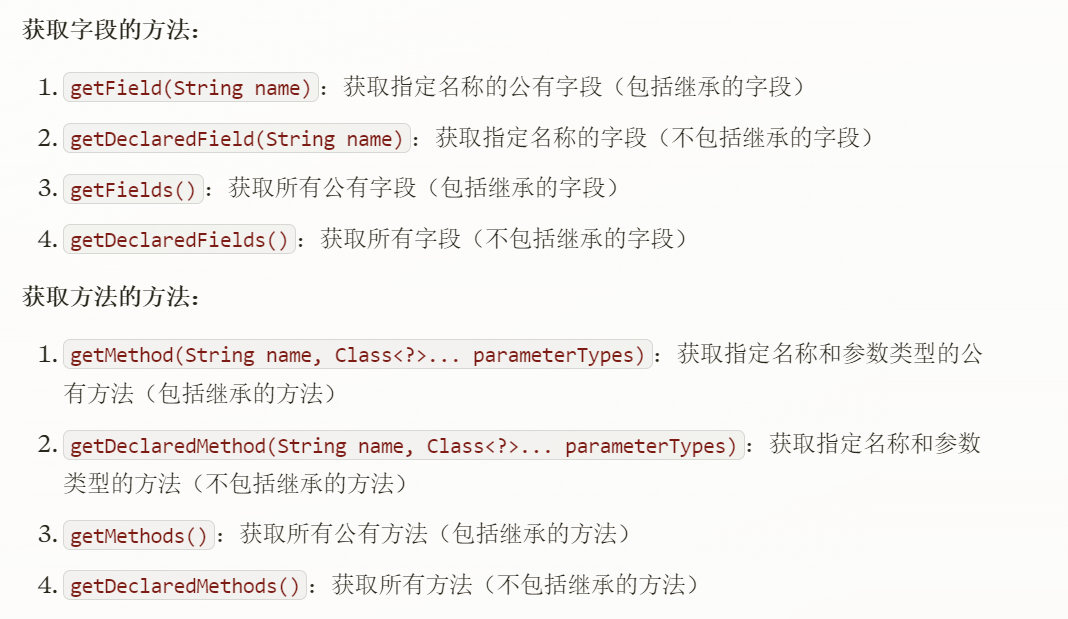 获取字段的方法：
1. getField(String name)：获取指定名称的公有字段（包括继承的字段）
2. getDeclaredField(String name)：获取指定名称的字段（不包括继承的字段）
3. getFields()：获取所有公有字段（包括继承的字段）
4. getDeclaredFields()：获取所有字段（不包括继承的字段）
获取方法的方法：
1. getMethod(String name, Class<?>... parameterTypes)：获取指定名称和参数类型的公
有方法（包括继承的方法）
2. getDeclaredMethod(String name, Class<?>... parameterTypes)：获取指定名称和参数
类型的方法（不包括继承的方法）
3. getMethods()：获取所有公有方法（包括继承的方法）
4. getDeclaredMethods()：获取所有方法（不包括继承的方法）